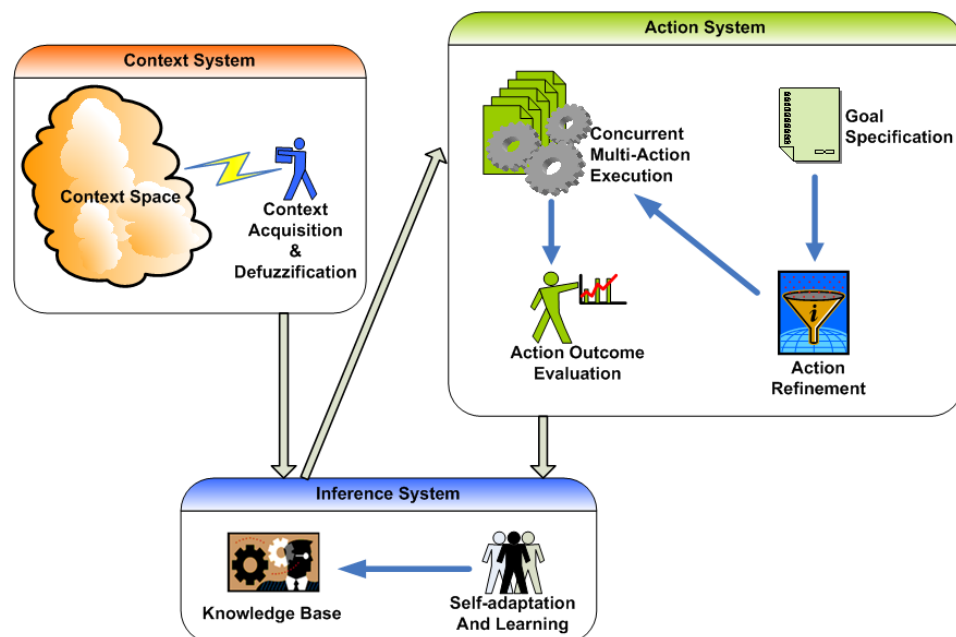 Context System
Context Space
Context
Acquisition
&
Defuzzification
Action System
Concurrent
Multi-Action
Execution
Goal
Specification
Action Outcome
Evaluation
i
Action
Refinement
Inference System
Knowledge Base
Self-adaptation
And Learning